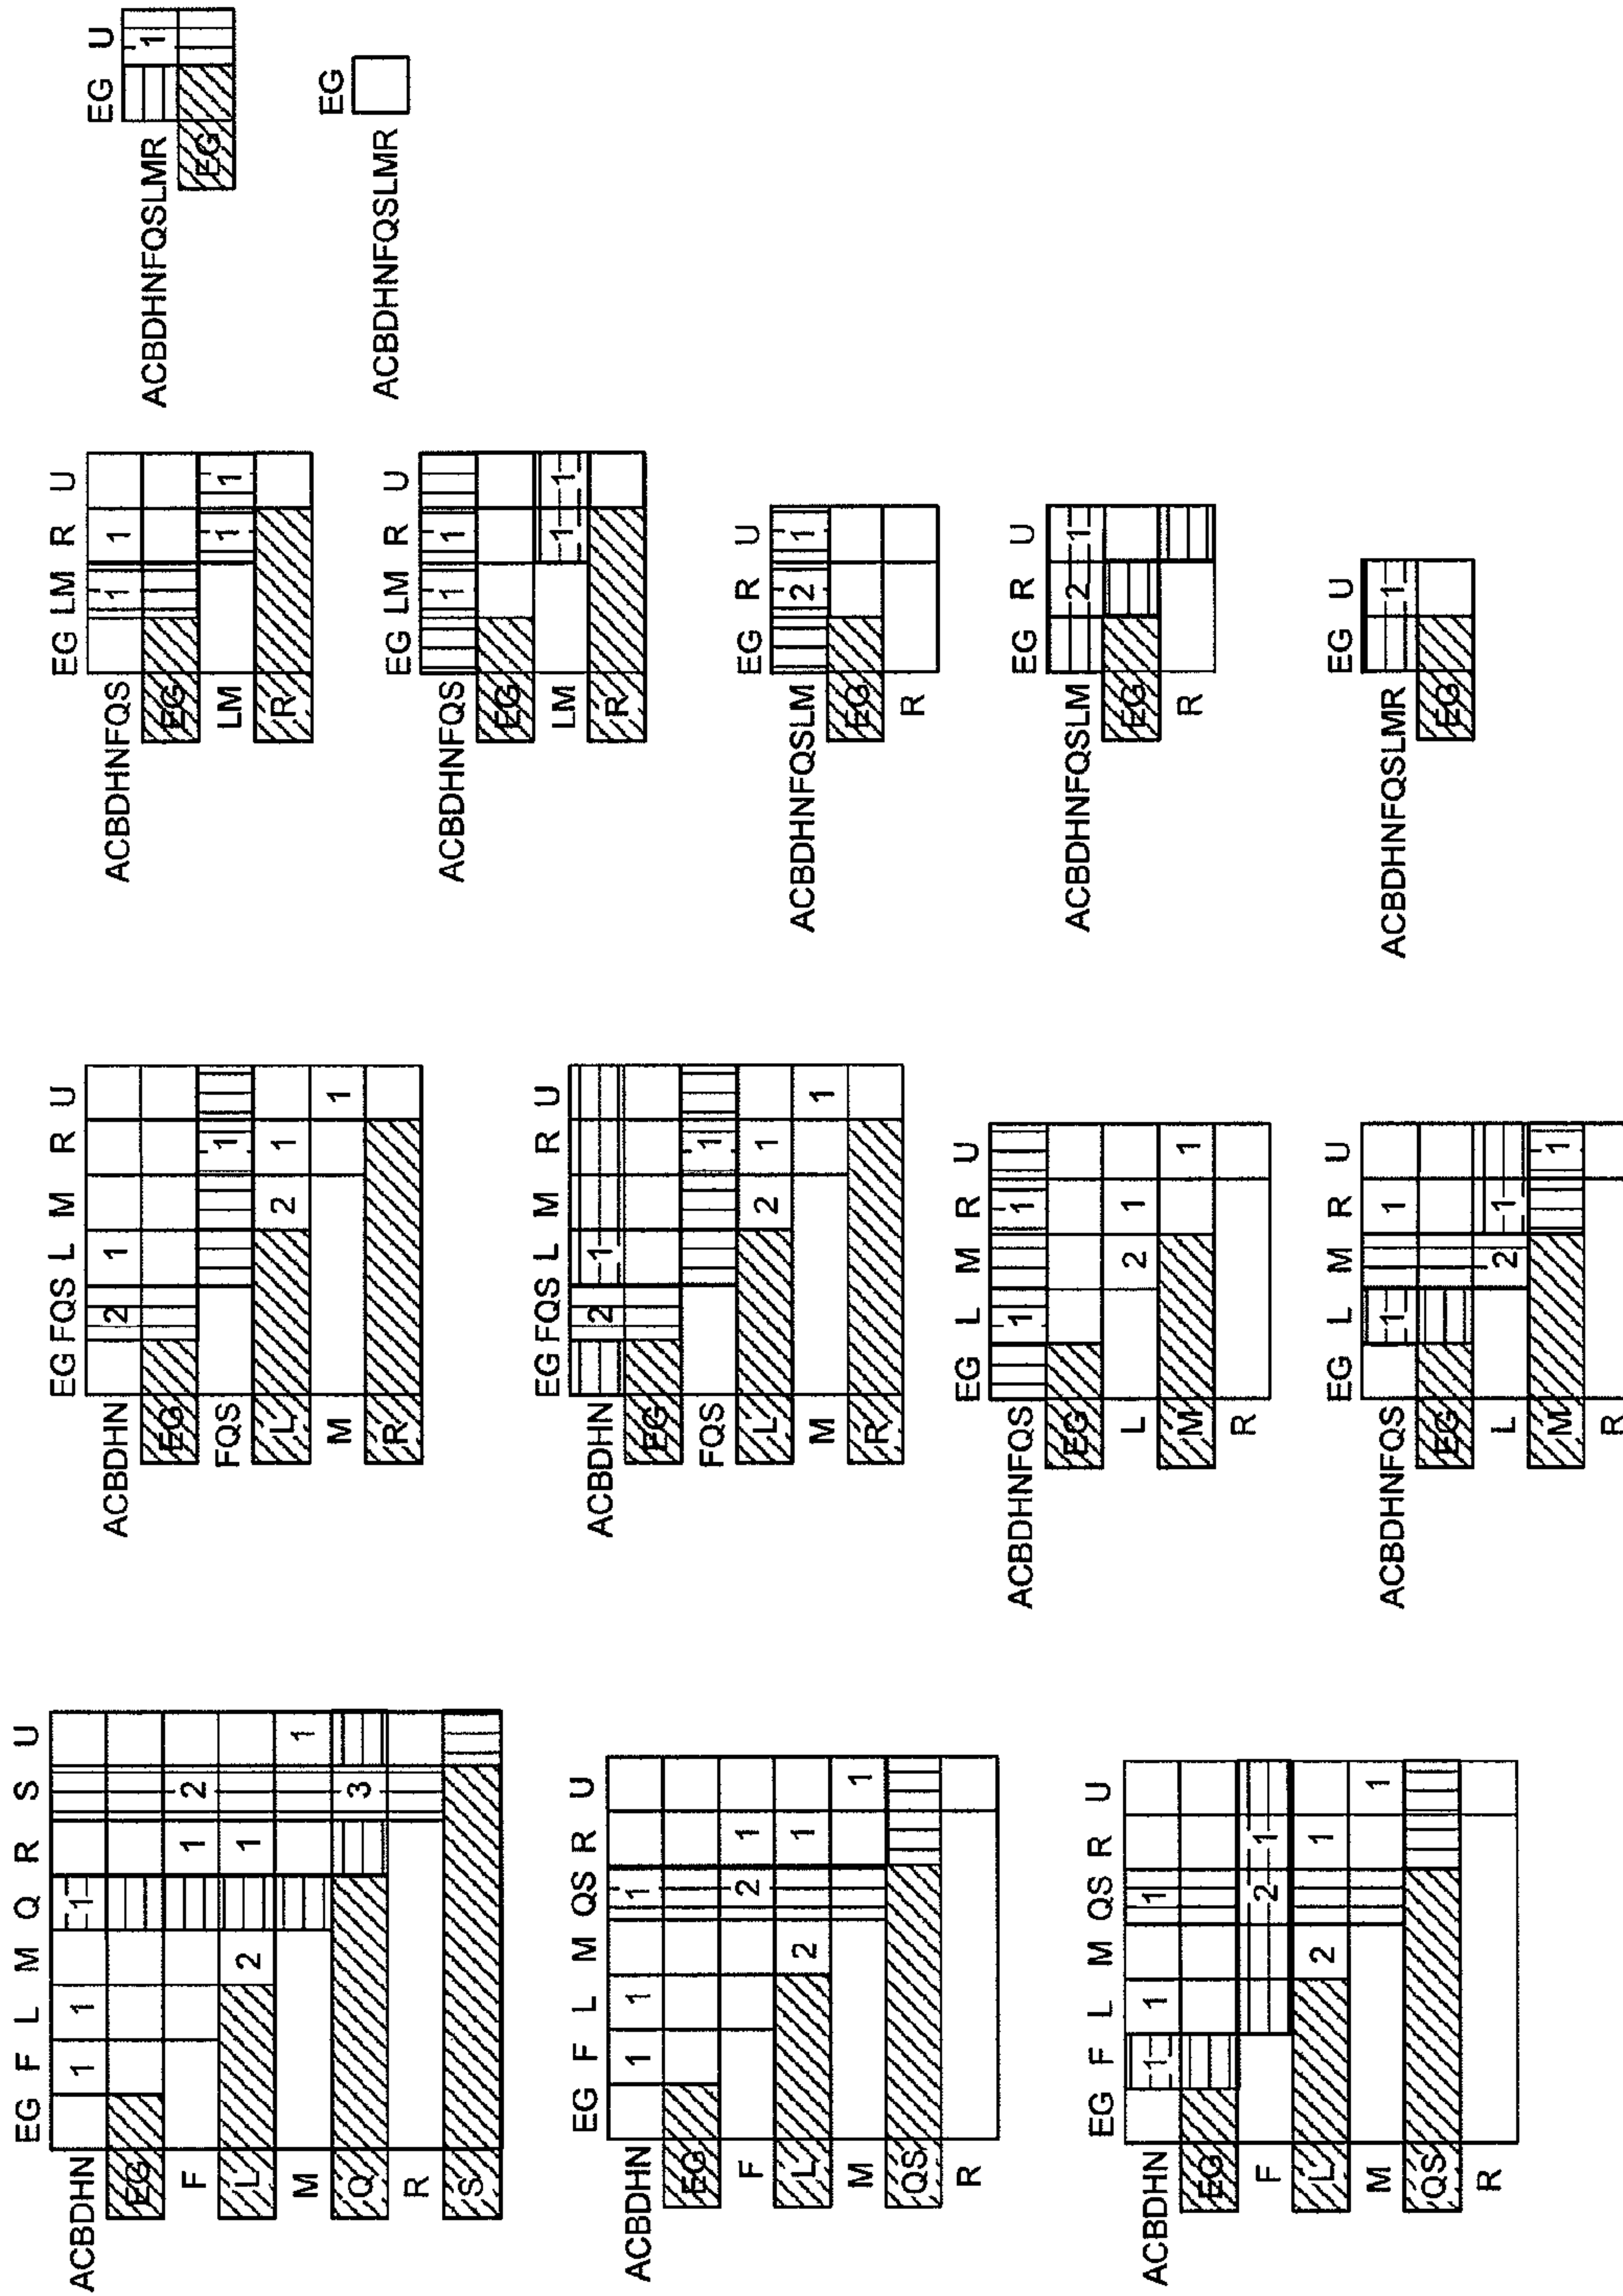 EG F L M Q R S U
ACBDHN 1 1 1
EG
F 1 2
L 2 1
M 1
Q 3
R
S
EG F L M QS R U
ACBDHN 1 1 1
EG
F 2 1
L 2 1
M 1
QS
R
EG F L M QS R U
ACBDHN 1 1 1
EG
F 2 1
L 2 1
M 1
QS
R
EG FQS L M R U
ACBDHN 2 1
EG
FQS 1
L 2 1
M 1
R
EG FQS L M R U
ACBDHN 2 1
EG
FQS 1
L 2 1
M 1
R
EG L M R U
ACBDHNFQS 1 1
EG
L 2 1
M 1
R
EG L M R U
ACBDHNFQS 1 1
EG
L 2 1
M 1
R
EG LM R U
ACBDHNFQS 1 1
EG
LM 1 1
R
EG LM R U
ACBDHNFQS 1 1
EG
LM 1 1
R
EG R U
ACBDHNFQSLM 2 1
EG
R
EG R U
ACBDHNFQSLM 2 1
EG
R
EG U
ACBDHNFQSLMR 1
EG
EG U
ACBDHNFQSLMR 1
EG
EG
ACBDHNFQSLMR